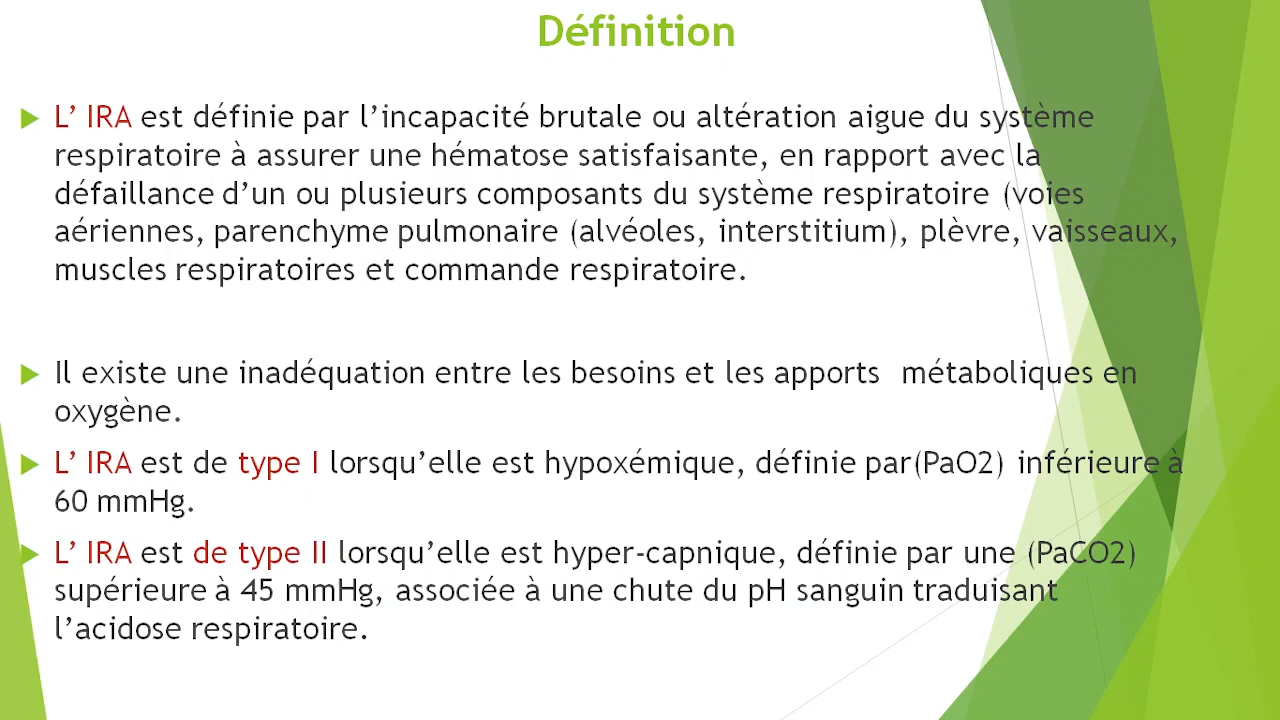 Définition
L’ IRA est définie par l’incapacité brutale ou altération aigue du système
respiratoire à assurer une hématose satisfaisante, en rapport avec la
défaillance d’un ou plusieurs composants du système respiratoire (voies
aériennes, parenchyme pulmonaire (alvéoles, interstitium), plèvre, vaisseaux,
muscles respiratoires et commande respiratoire.
Il existe une inadéquation entre les besoins et les apports métaboliques en
oxygène.
L’ IRA est de type I lorsqu’elle est hypoxémique, définie par(PaO2) inférieure à
60 mmHg.
L’ IRA est de type II lorsqu’elle est hyper-capnique, définie par une (PaCO2)
supérieure à 45 mmHg, associée à une chute du pH sanguin traduisant
l’acidose respiratoire.